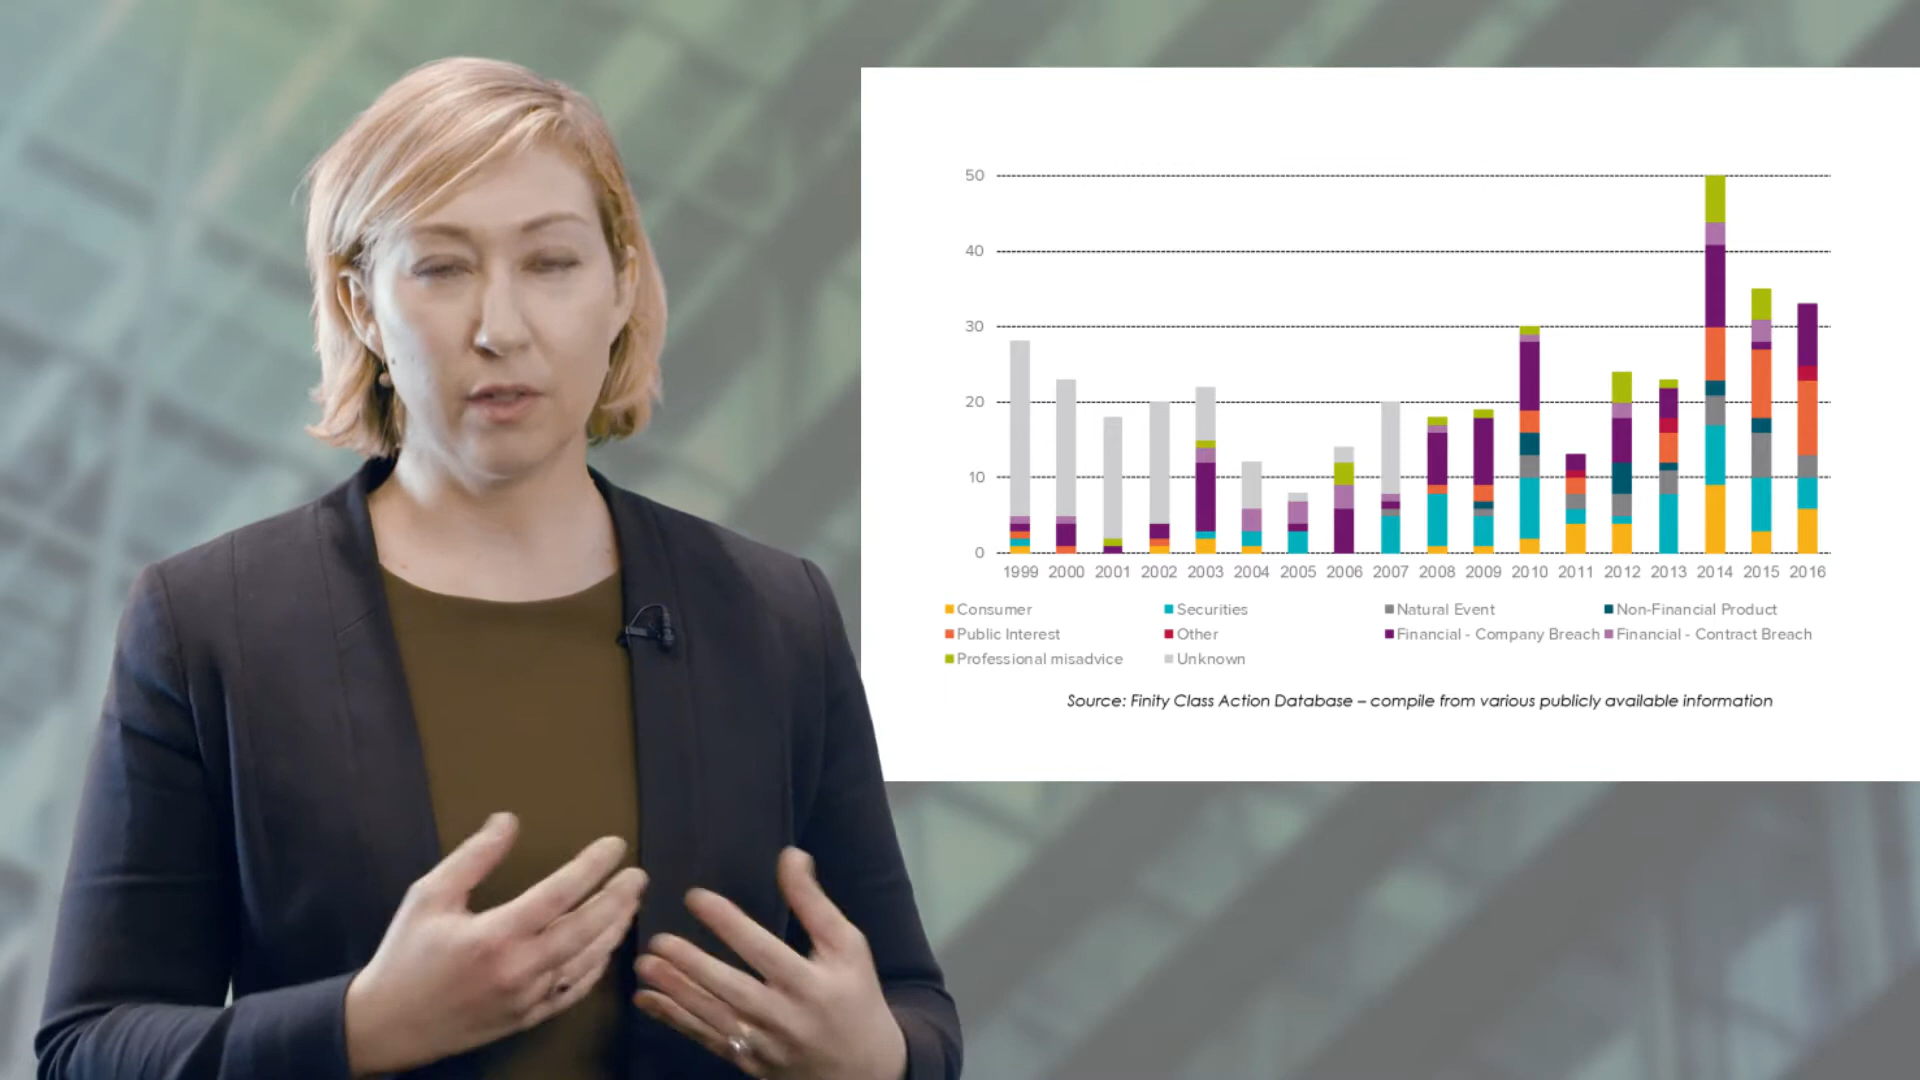 50
40
30
20
10
0
1999 2000 2001 2002 2003 2004 2005 2006 2007 2008 2009 2010 2011 2012 2013 2014 2015 2016
Consumer Securities Natural Event Non-Financial Product
Public Interest Other Financial - Company Breach Financial - Contract Breach
Professional misadvice Unknown
Source: Finity Class Action Database – compile from various publicly available information